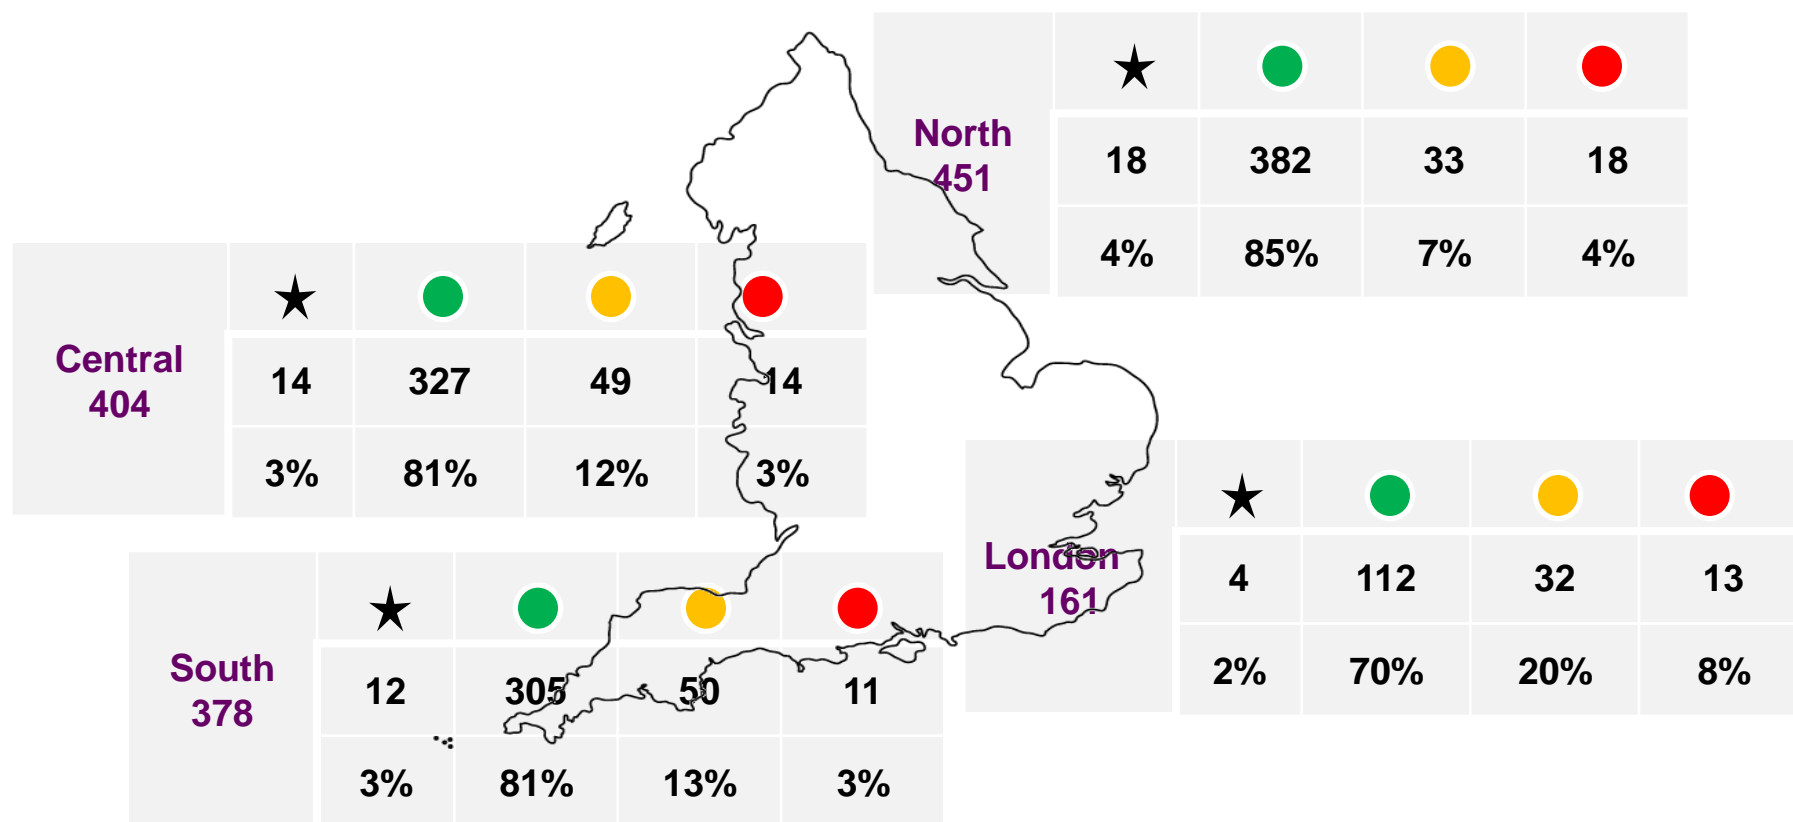 North
451
18 382 33 18
4% 85% 7% 4%
Central
404
14 327 49 14
3% 81% 12% 3%
London
161
4 112 32 13
2% 70% 20% 8%
South
378
12 305 50 11
3% 81% 13% 3%